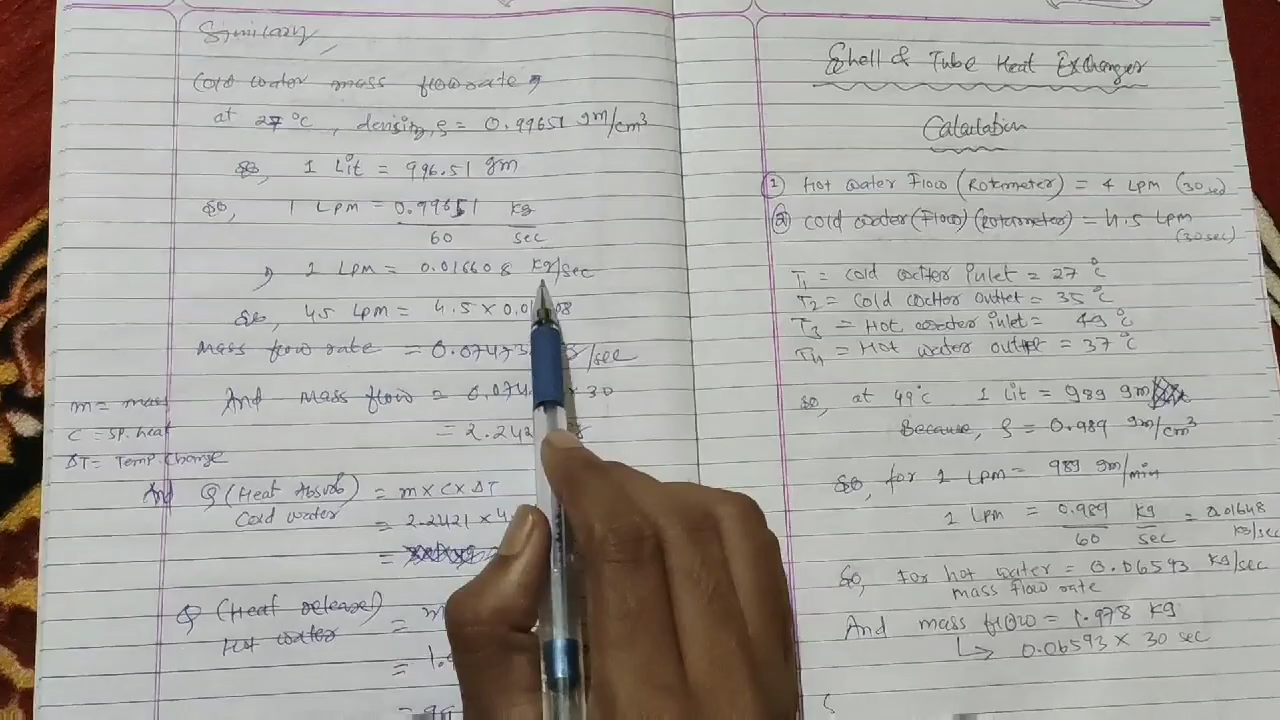 Similary,
Cold water mass flow rate,
at 27 °C, density, ρ = 0.99651 gm/cm³
so, 1 Lit = 996.51 gm
so, 1 LPM = 0.99651 kg
60 sec
, 1 LPM = 0.016608 kg/sec
so, 4.5 LPM = 4.5 × 0.01 08
Mass flow rate = 0.0747 /sec
And mass flow = 0.074 × 30
= 2.242
m = mass
C = sp. heat
ΔT = Temp. change
And Q (Heat Absorb) = m × C × ΔT
Cold water = 2.2421 × 4
=
Q (Heat release) = m
Hot water
= 1.
=
Shell & Tube Heat Exchanger
Calculation
① Hot water Flow (Rotameter) = 4 LPM (30 sec)
② Cold water (Flow) (Rotameter) = 4.5 LPM
(30 sec)
T₁ = cold water inlet = 27 °C
T₂ = cold water outlet = 35 °C
T₃ = Hot water inlet = 49 °C
T₄ = Hot water outlet = 37 °C
so, at 49°C 1 Lit = 989 gm
Because, ρ = 0.989 gm/cm³
so, for 1 LPM = 989 gm/min
1 LPM = 0.989 kg = 0.01648
60 sec kg/sec
So, For hot water = 0.06593 kg/sec
mass flow rate
And mass flow = 1.978 kg
↳ 0.06593 × 30 sec